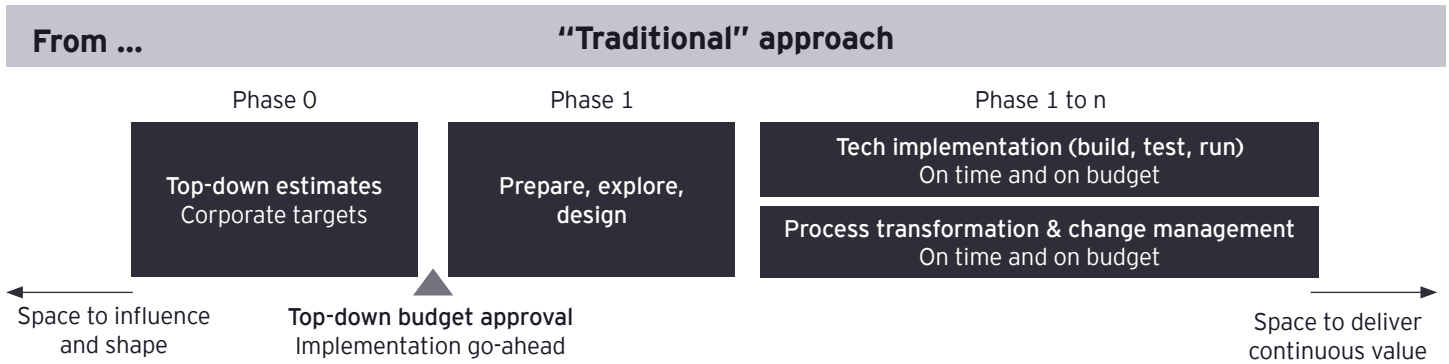 From ...
“Traditional” approach
Phase 0
Phase 1
Phase 1 to n
Top-down estimates
Corporate targets
Prepare, explore,
design
Tech implementation (build, test, run)
On time and on budget
Process transformation & change management
On time and on budget
Space to influence
and shape
Top-down budget approval
Implementation go-ahead
Space to deliver
continuous value